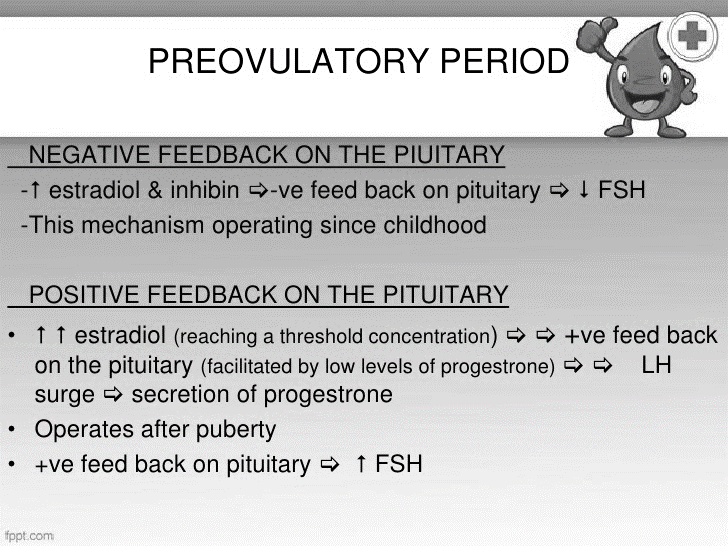 PREOVULATORY PERIOD
NEGATIVE FEEDBACK ON THE PIUITARY
-↑ estradiol & inhibin ➩-ve feed back on pituitary ➩ ↓ FSH
-This mechanism operating since childhood
POSITIVE FEEDBACK ON THE PITUITARY
• ↑ ↑ estradiol (reaching a threshold concentration) ➩ ➩ +ve feed back
on the pituitary (facilitated by low levels of progestrone) ➩ ➩ LH
surge ➩ secretion of progestrone
• Operates after puberty
• +ve feed back on pituitary ➩ ↑ FSH
fppt.com